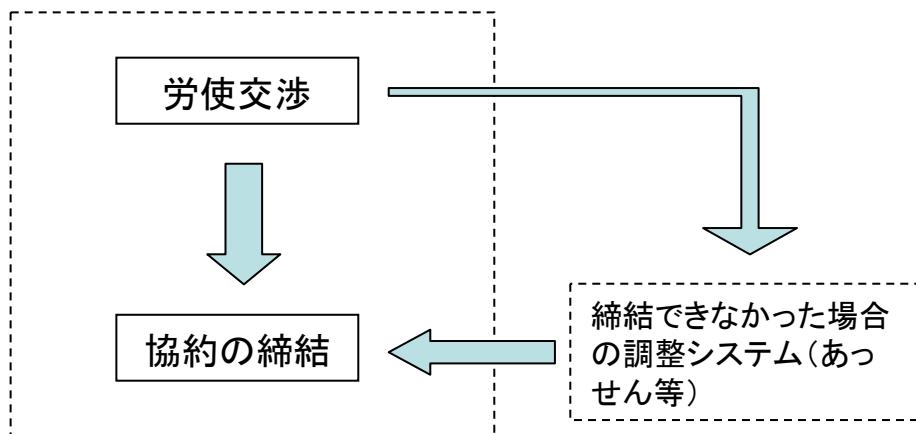 労使交渉
協約の締結
締結できなかった場合
の調整システム(あっ
せん等)